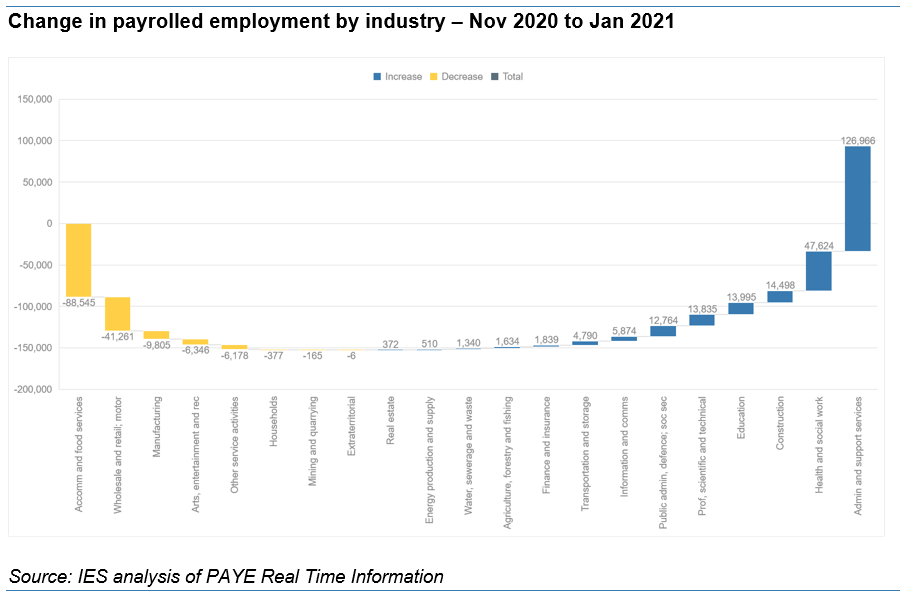 Change in payrolled employment by industry – Nov 2020 to Jan 2021
Increase Decrease Total
150,000
100,000
50,000
0
-50,000
-100,000
-150,000
-200,000
-88,545
-41,261
-9,805
-6,346
-6,178
-377
-165
-6
372
510
1,340
1,634
1,839
4,790
5,874
12,764
13,835
13,995
14,498
47,624
126,966
Accomm and food services
Wholesale and retail; motor
Manufacturing
Arts, entertainment and rec
Other service activities
Households
Mining and quarrying
Extraterritorial
Real estate
Energy production and supply
Water, sewerage and waste
Agriculture, forestry and fishing
Finance and insurance
Transportation and storage
Information and comms
Public admin, defence; soc sec
Prof, scientific and technical
Education
Construction
Health and social work
Admin and support services
Source: IES analysis of PAYE Real Time Information